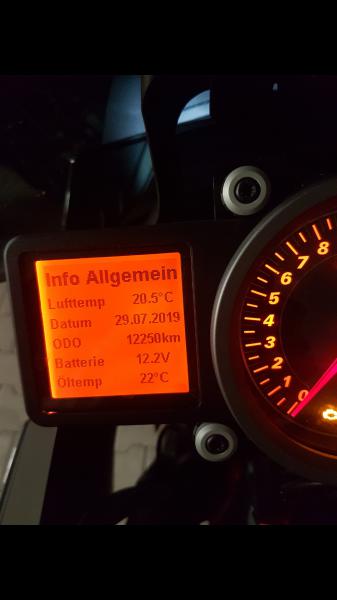 Info Allgemein
Lufttemp 20.5°C
Datum 29.07.2019
ODO 12250km
Batterie 12.2V
Öltemp 22°C
8
7
6
5
4
3
2
1
0